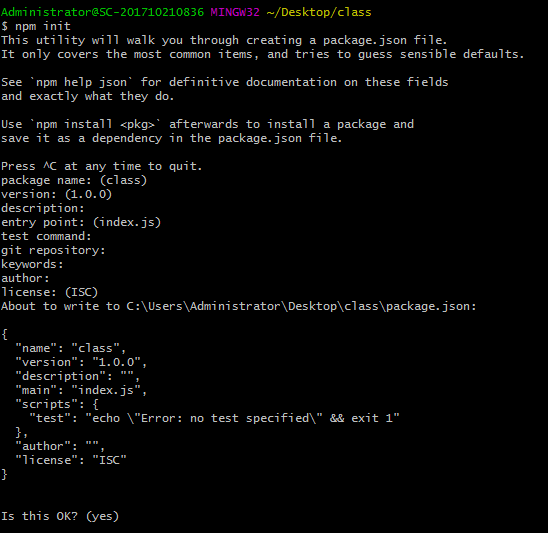 Administrator@SC-201710210836 MINGW32 ~/Desktop/class
$ npm init
This utility will walk you through creating a package.json file.
It only covers the most common items, and tries to guess sensible defaults.
See `npm help json` for definitive documentation on these fields
and exactly what they do.
Use `npm install <pkg>` afterwards to install a package and
save it as a dependency in the package.json file.
Press ^C at any time to quit.
package name: (class)
version: (1.0.0)
description:
entry point: (index.js)
test command:
git repository:
keywords:
author:
license: (ISC)
About to write to C:\Users\Administrator\Desktop\class\package.json:
{
  "name": "class",
  "version": "1.0.0",
  "description": "",
  "main": "index.js",
  "scripts": {
    "test": "echo \"Error: no test specified\" && exit 1"
  },
  "author": "",
  "license": "ISC"
}
Is this OK? (yes)